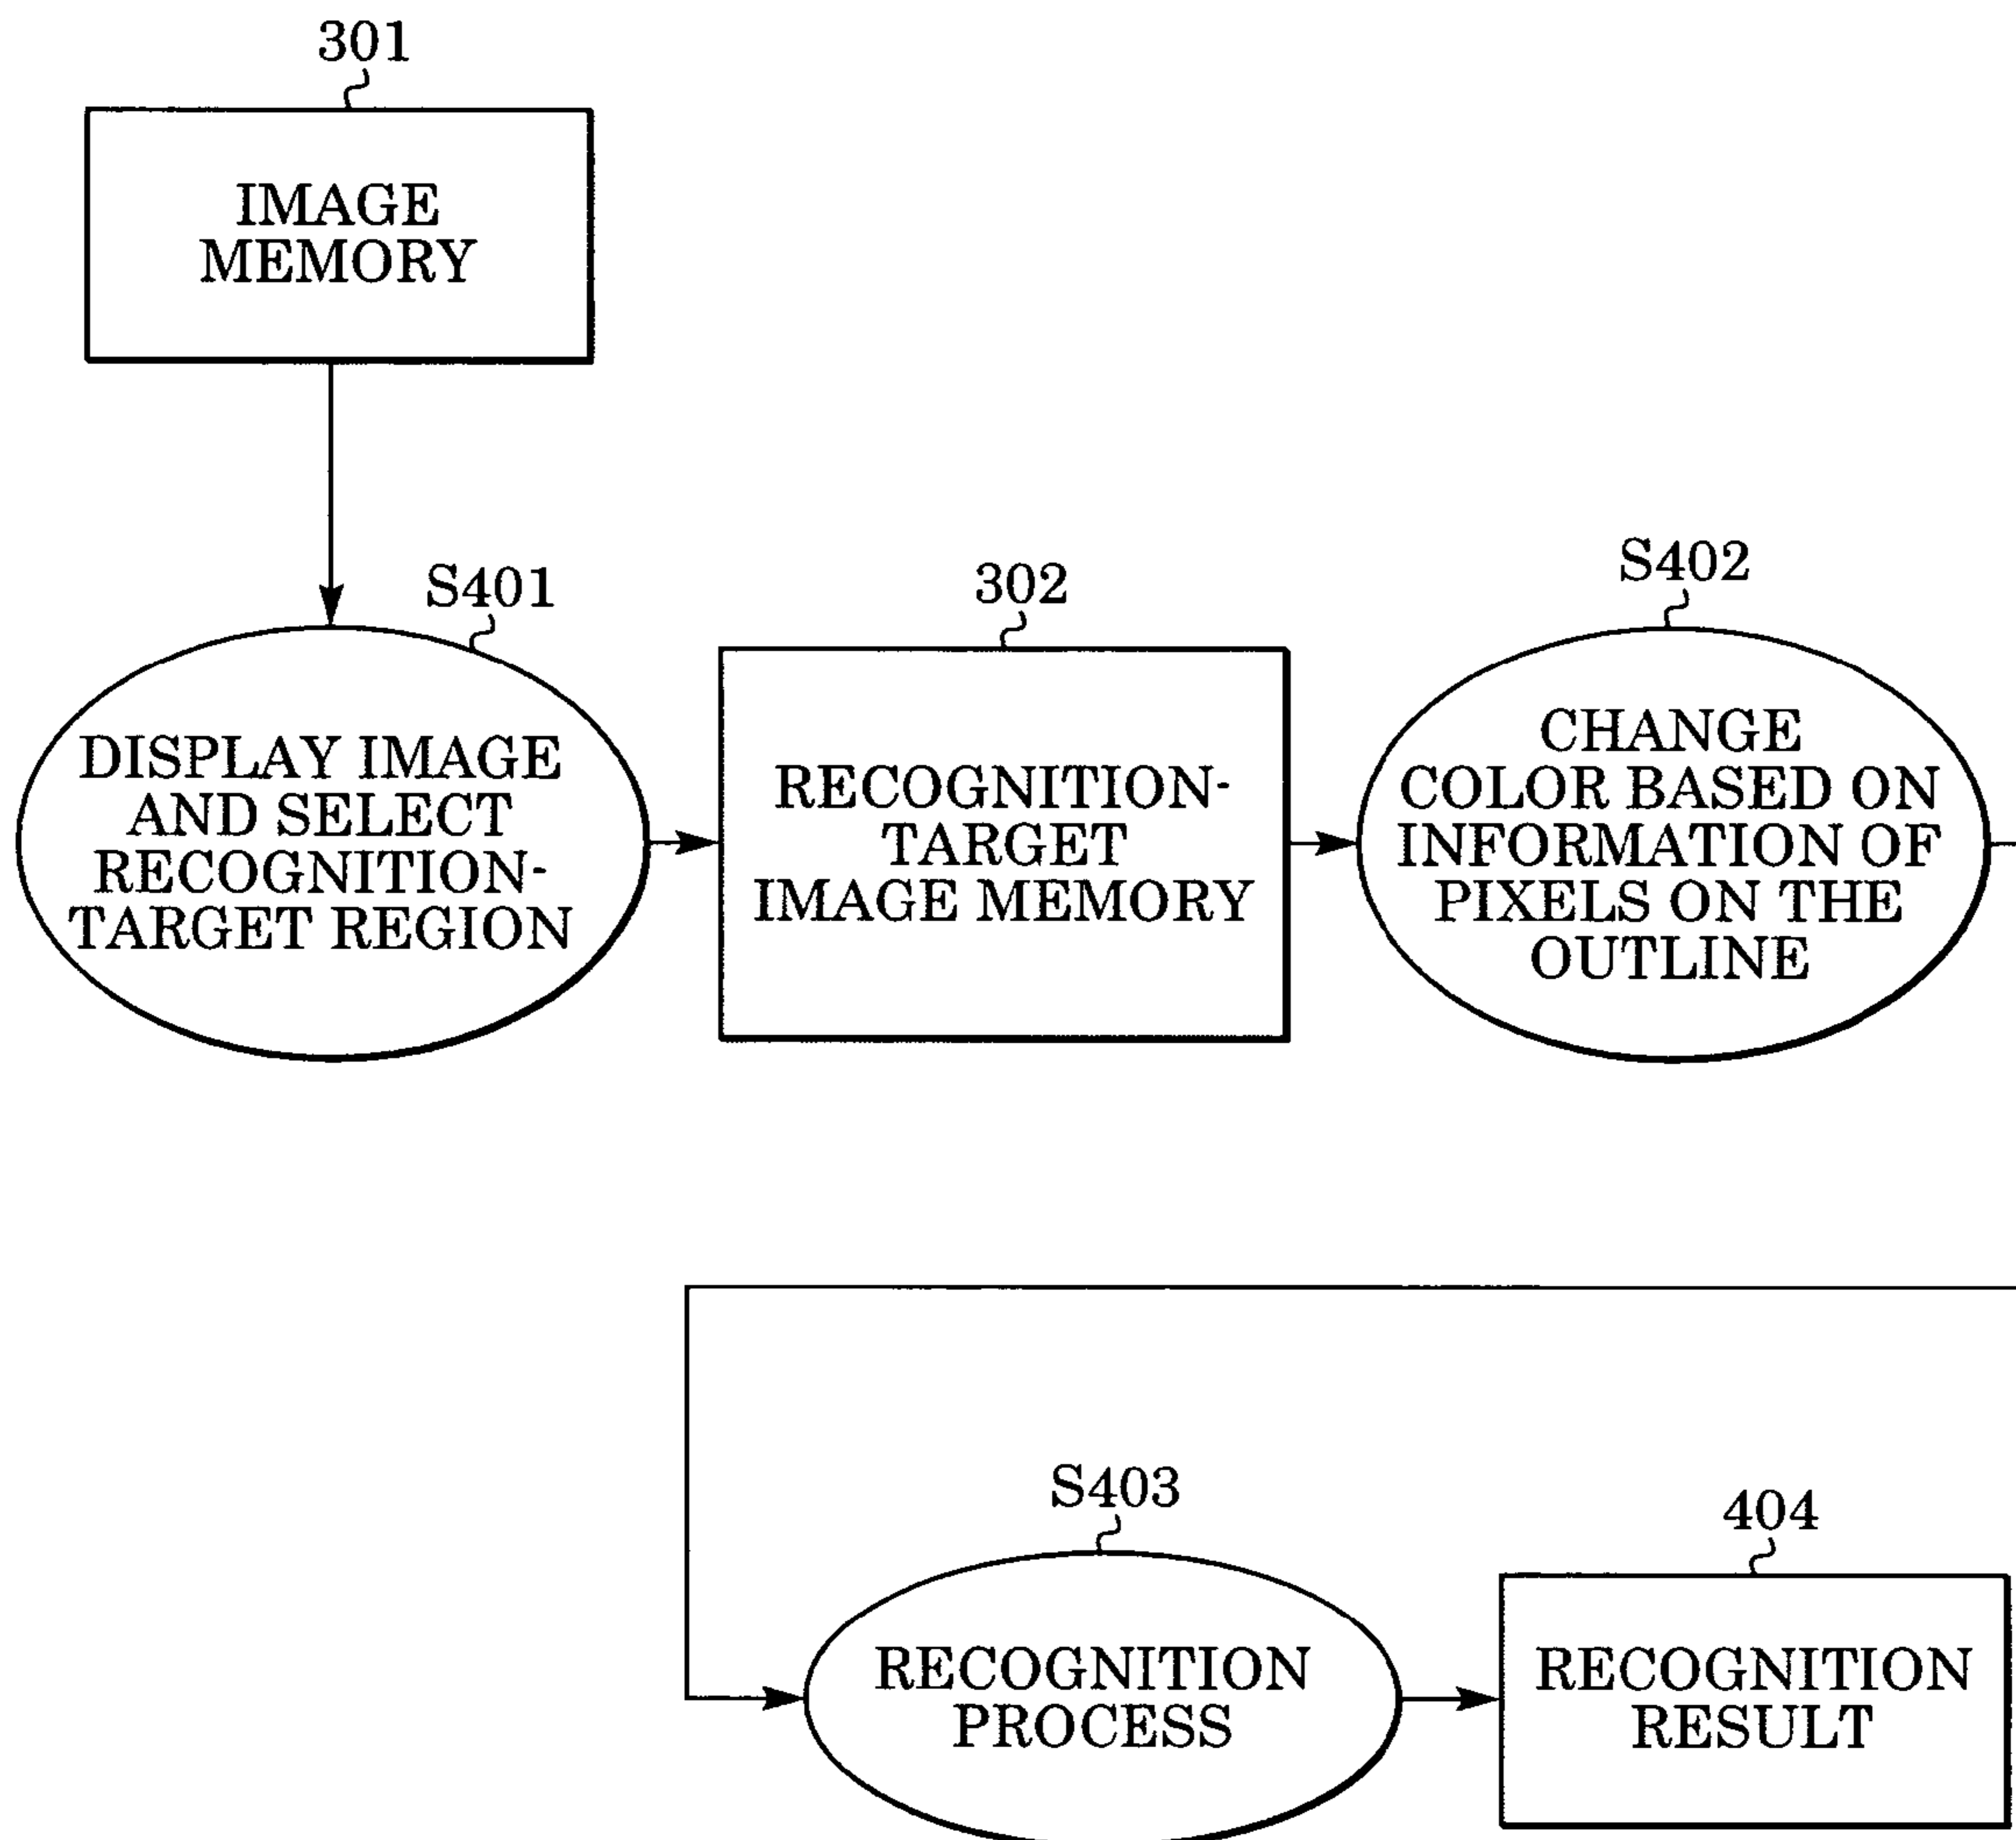 301
IMAGE
MEMORY
S401
DISPLAY IMAGE
AND SELECT
RECOGNITION-
TARGET REGION
302
RECOGNITION-
TARGET
IMAGE MEMORY
S402
CHANGE
COLOR BASED ON
INFORMATION OF
PIXELS ON THE
OUTLINE
S403
RECOGNITION
PROCESS
404
RECOGNITION
RESULT